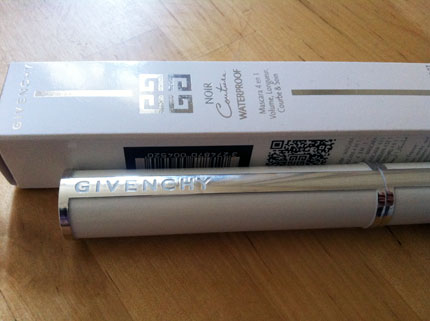 GIVENCHY
NOIR
Couture
WATERPROOF
Mascara 4 en 1
Volume, Longueur
Courbe & Soin
GIVENCHY